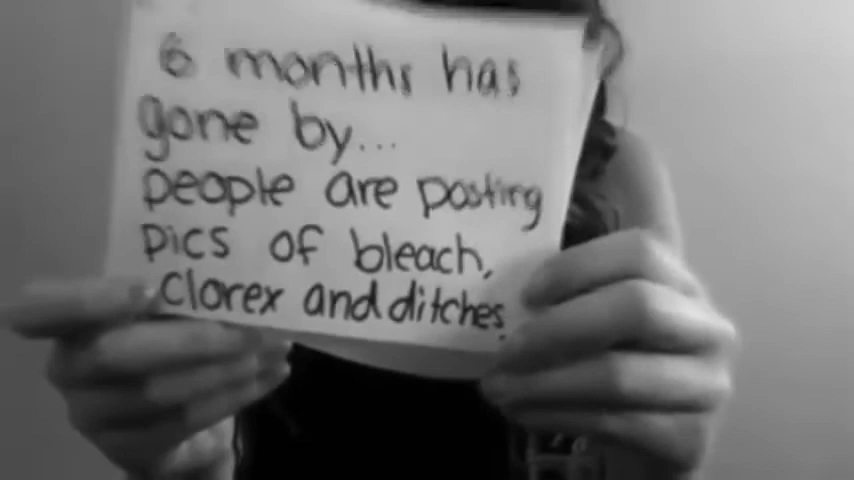 6 months has
gone by...
people are posting
pics of bleach,
Clorex and ditches.